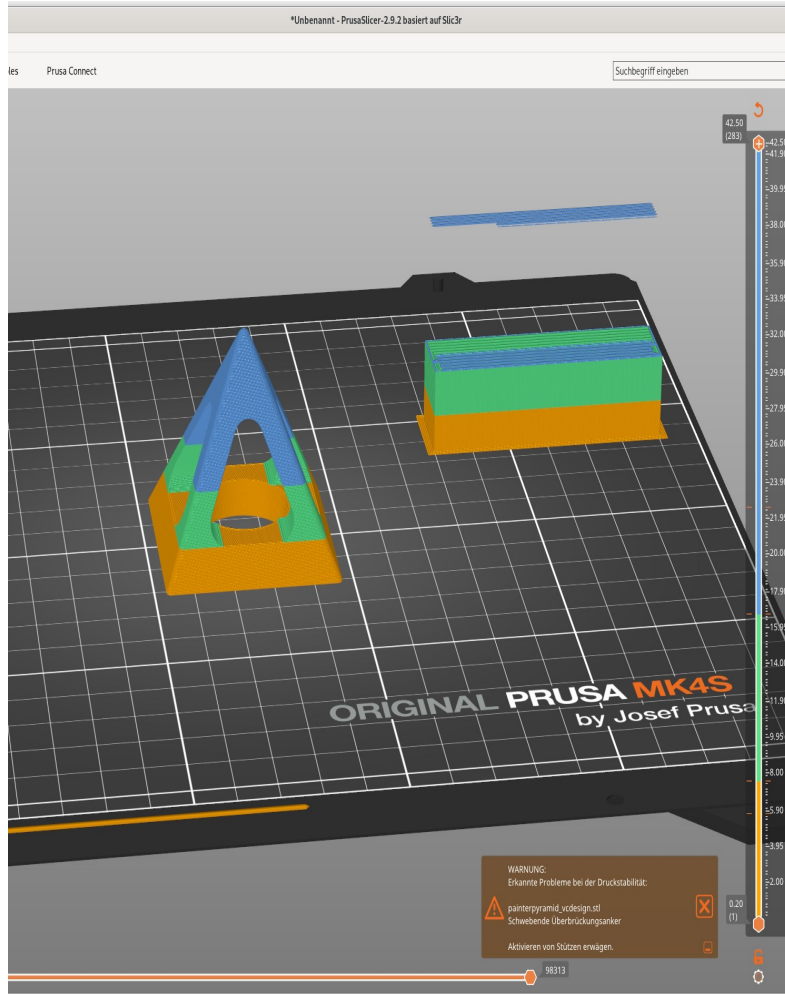 *Unbenannt - PrusaSlicer-2.9.2 basiert auf Slic3r
Prusa Connect
Suchbegriff eingeben
42.50
(283)
42.50
41.90
39.95
38.00
35.90
33.95
32.00
29.90
27.95
26.00
23.90
21.95
20.00
17.90
15.95
14.00
11.90
9.95
8.00
5.90
3.95
2.00
0.20
(1)
ORIGINAL PRUSA MK4S
by Josef Prusa
WARNUNG:
Erkannte Probleme bei der Druckstabilität:
painterpyramid_vcdesign.stl
Schwebende Überbrückungsanker
Aktivieren von Stützen erwägen.
98313